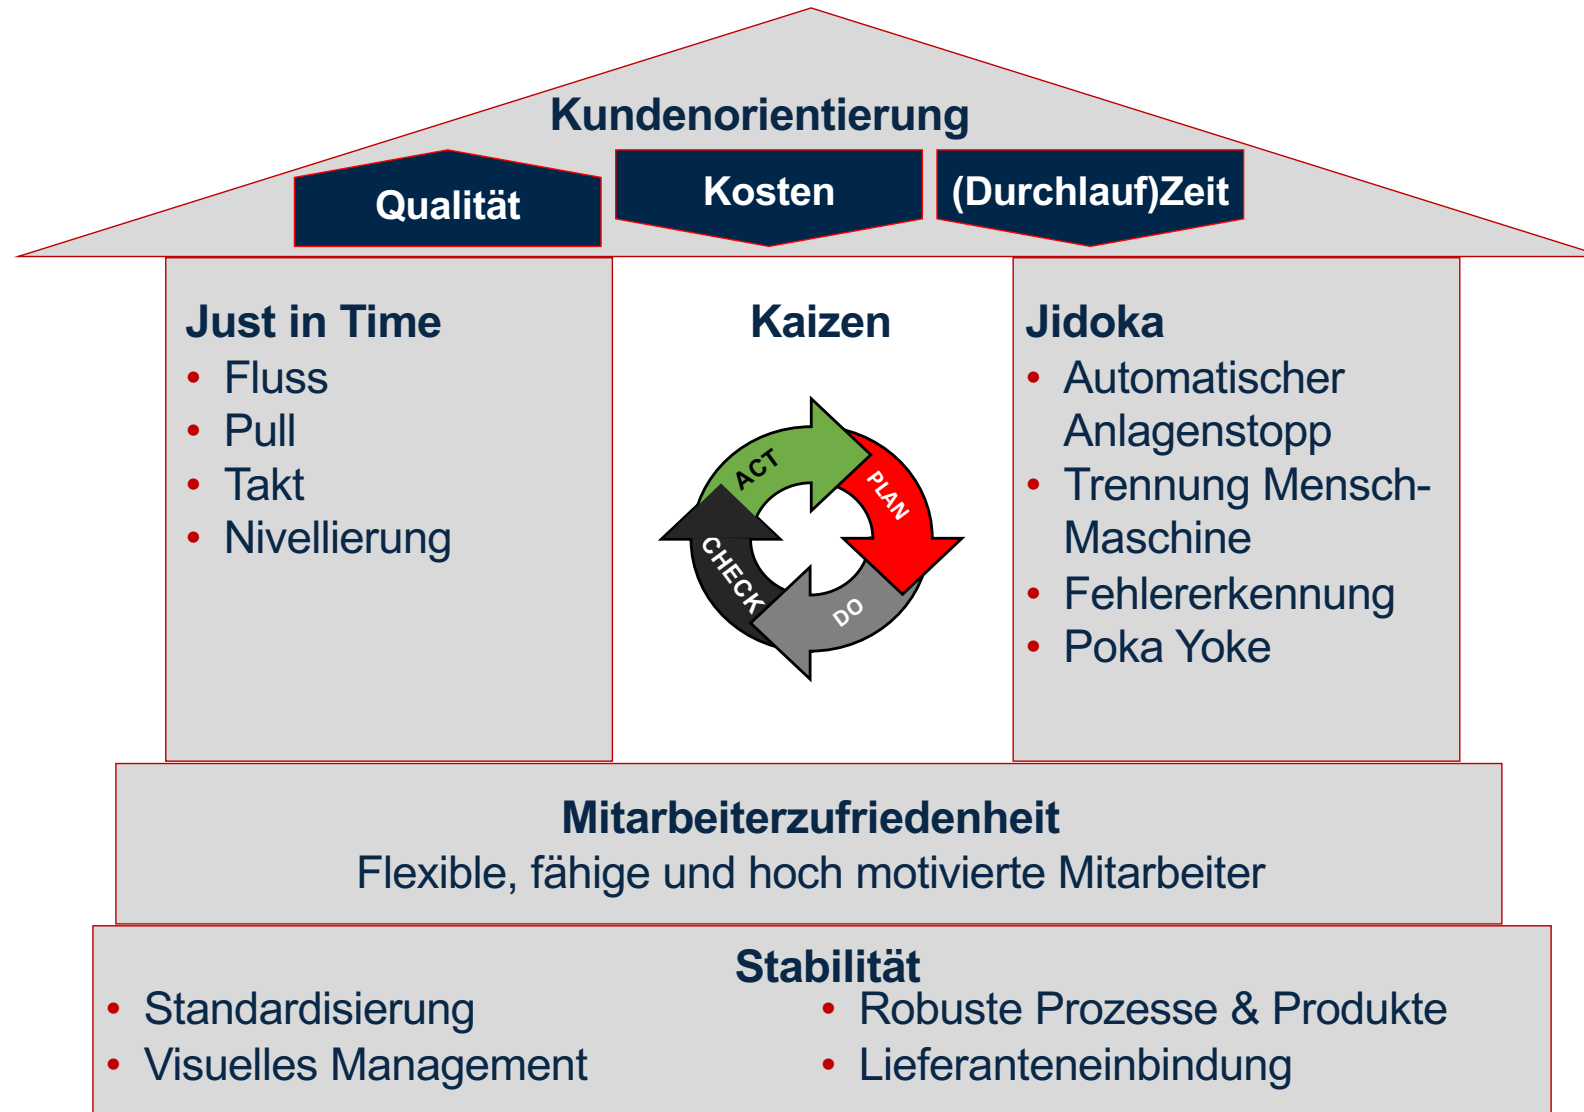 Kundenorientierung
Qualität
Kosten
(Durchlauf)Zeit
Just in Time
• Fluss
• Pull
• Takt
• Nivellierung
Kaizen
ACT
PLAN
CHECK
DO
Jidoka
• Automatischer
Anlagenstopp
• Trennung Mensch-
Maschine
• Fehlererkennung
• Poka Yoke
Mitarbeiterzufriedenheit
Flexible, fähige und hoch motivierte Mitarbeiter
Stabilität
• Standardisierung
• Visuelles Management
• Robuste Prozesse & Produkte
• Lieferanteneinbindung